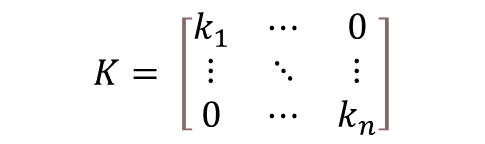 K = [k₁ ⋯ 0
⋮ ⋱ ⋮
0 ⋯ kₙ]